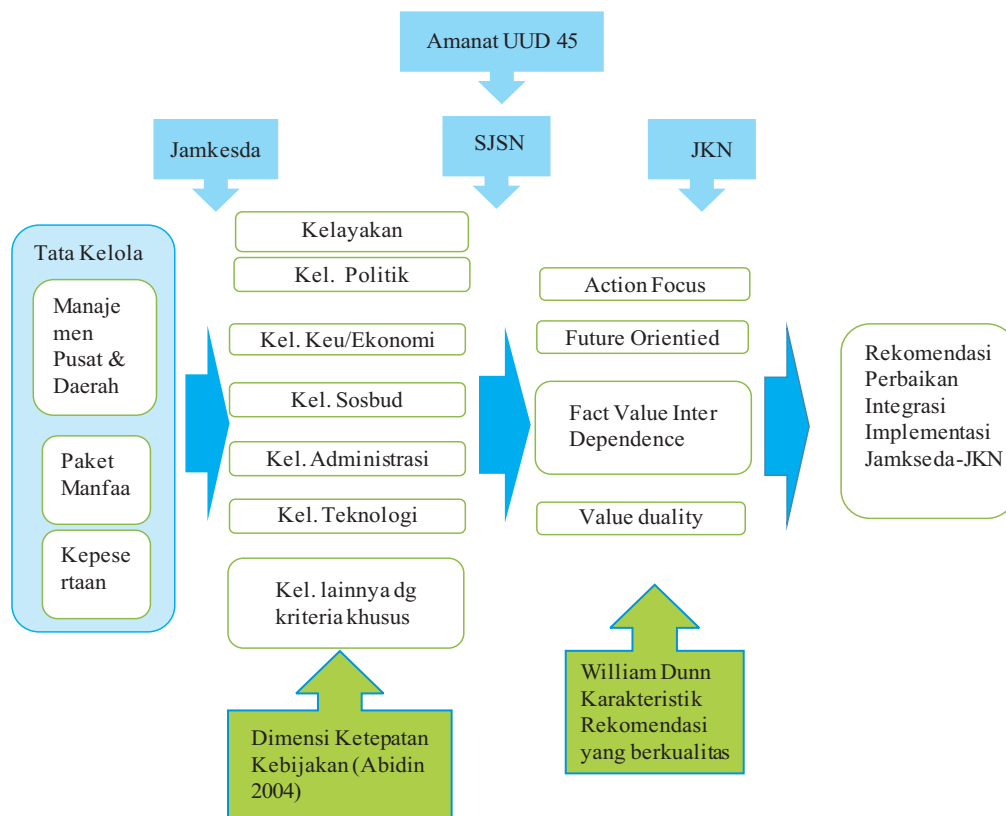 Amanat UUD 45
Jamkesda
SJSN
JKN
Tata Kelola
Manaje
men
Pusat &
Daerah
Paket
Manfaa
Kepese
rtaan
Kelayakan
Kel. Politik
Kel. Keu/Ekonomi
Kel. Sosbud
Kel. Administrasi
Kel. Teknologi
Kel. lainnya dg
kriteria khusus
Action Focus
Future Orientied
Fact Value Inter
Dependence
Value duality
Rekomendasi
Perbaikan
Integrasi
Implementasi
Jamkseda-JKN
Dimensi Ketepatan
Kebijakan (Abidin
2004)
William Dunn
Karakteristik
Rekomendasi
yang berkualitas